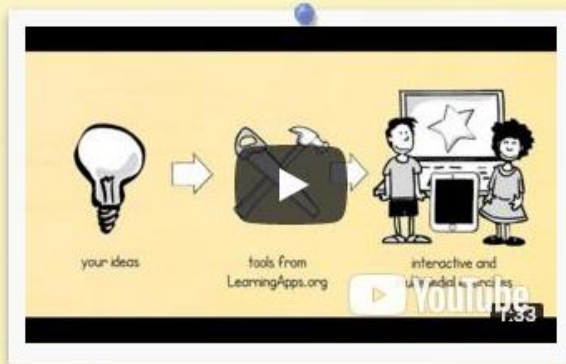 your ideas
tools from
LearningApps.org
interactive and
YouTube
1:33